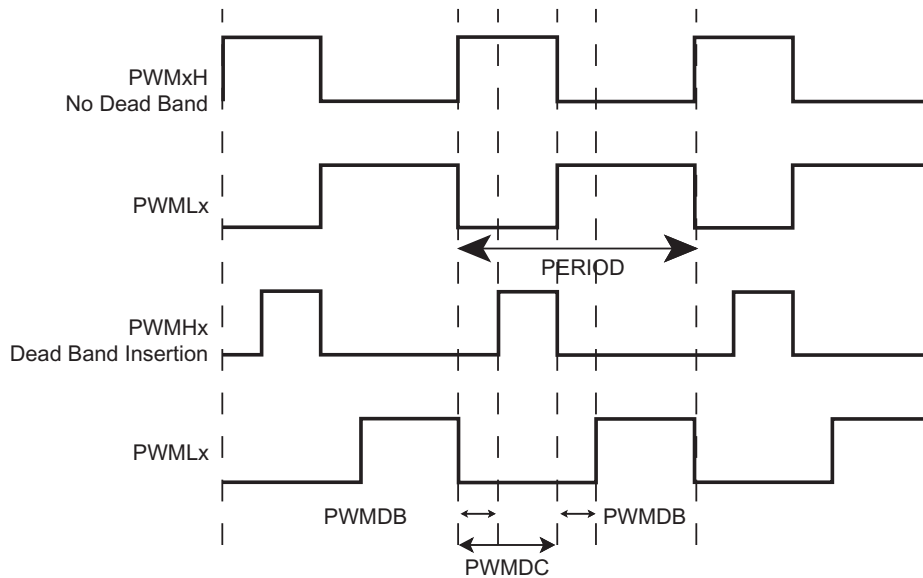 PWMxH
No Dead Band
PWMLx
PERIOD
PWMHx
Dead Band Insertion
PWMLx
PWMDB
PWMDB
PWMDC